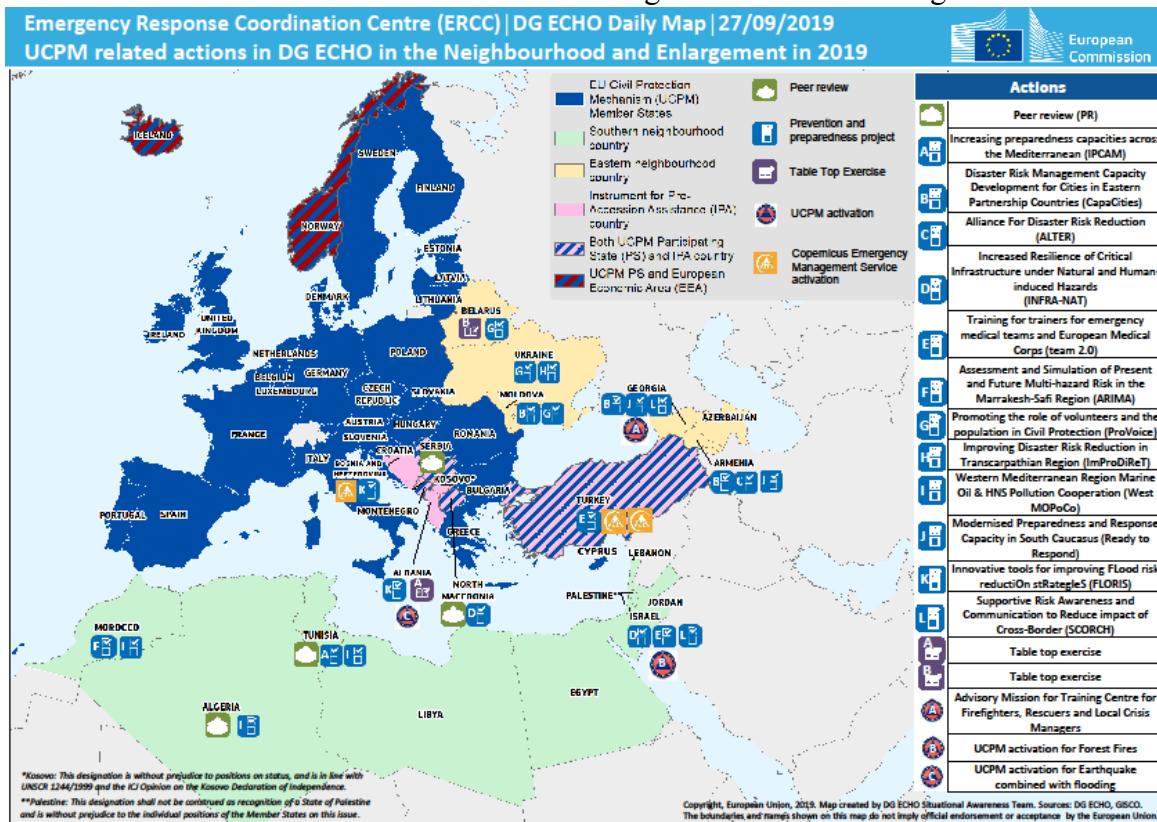 Emergency Response Coordination Centre (ERCC) | DG ECHO Daily Map | 27/09/2019
UCPM related actions in DG ECHO in the Neighbourhood and Enlargement in 2019
European
Commission
EU Civil Protection
Mechanism (UCPM)
Member States
Southern neighbourhood
country
Eastern neighbourhood
country
Instrument for Pre-
Accession Assistance (IPA)
country
Both UCPM Participating
State (PS) and IPA country
UCPM PS and European
Economic Area (EEA)
Peer review
Prevention and
preparedness project
Table Top Exercise
UCPM activation
Copernicus Emergency
Management Service
activation
ICELAND
SWEDEN
FINLAND
NORWAY
ESTONIA
LATVIA
LITHUANIA
DENMARK
BELARUS
B G
IRELAND
UNITED
KINGDOM
NETHERLANDS
POLAND
BELGIUM
GERMANY
LUXEMBOURG
UKRAINE
G H
CZECH
REPUBLIC
SLOVAKIA
MOLDOVA
B G
AUSTRIA
HUNGARY
SLOVENIA
FRANCE
ROMANIA
GEORGIA
B J L
A
AZERBAIJAN
ITALY
CROATIA
SERBIA
BOSNIA AND
HERZEGOVINA
K
KOSOVO*
BULGARIA
ARMENIA
B C I
MONTENEGRO
PORTUGAL
SPAIN
GREECE
TURKEY
E
CYPRUS
LEBANON
ALBANIA
K A
C
NORTH
MACEDONIA
D
PALESTINE**
JORDAN
ISRAEL
D E L
B
MOROCCO
F I
TUNISIA
A I
ALGERIA
I
LIBYA
EGYPT
*Kosovo: This designation is without prejudice to positions on status, and is in line with
UNSCR 1244/1999 and the ICJ Opinion on the Kosovo Declaration of Independence.
**Palestine: This designation shall not be construed as recognition of a State of Palestine
and is without prejudice to the individual positions of the Member States on this issue.
Actions
Peer review (PR)
A
Increasing preparedness capacities across
the Mediterranean (IPCAM)
B
Disaster Risk Management Capacity
Development for Cities in Eastern
Partnership Countries (CapaCities)
C
Alliance For Disaster Risk Reduction
(ALTER)
D
Increased Resilience of Critical
Infrastructure under Natural and Human-
induced Hazards
(INFRA-NAT)
E
Training for trainers for emergency
medical teams and European Medical
Corps (team 2.0)
F
Assessment and Simulation of Present
and Future Multi-hazard Risk in the
Marrakesh-Safi Region (ARIMA)
G
Promoting the role of volunteers and the
population in Civil Protection (ProVoice)
H
Improving Disaster Risk Reduction in
Transcarpathian Region (ImProDiReT)
I
Western Mediterranean Region Marine
Oil & HNS Pollution Cooperation (West
MOPoCo)
J
Modernised Preparedness and Response
Capacity in South Caucasus (Ready to
Respond)
K
Innovative tools for improving FLood risk
reductiOn stRategIeS (FLORIS)
L
Supportive Risk Awareness and
Communication to Reduce impact of
Cross-Border (SCORCH)
A
Table top exercise
B
Table top exercise
A
Advisory Mission for Training Centre for
Firefighters, Rescuers and Local Crisis
Managers
B
UCPM activation for Forest Fires
C
UCPM activation for Earthquake
combined with flooding
Copyright, European Union, 2019. Map created by DG ECHO Situational Awareness Team. Sources: DG ECHO, GISCO.
The boundaries and names shown on this map do not imply official endorsement or acceptance by the European Union.